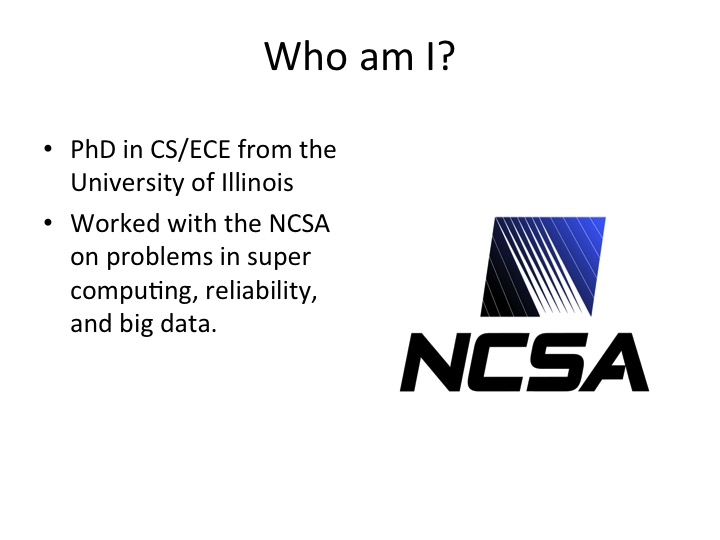 Who am I?
• PhD in CS/ECE from the
University of Illinois
• Worked with the NCSA
on problems in super
computing, reliability,
and big data.
NCSA